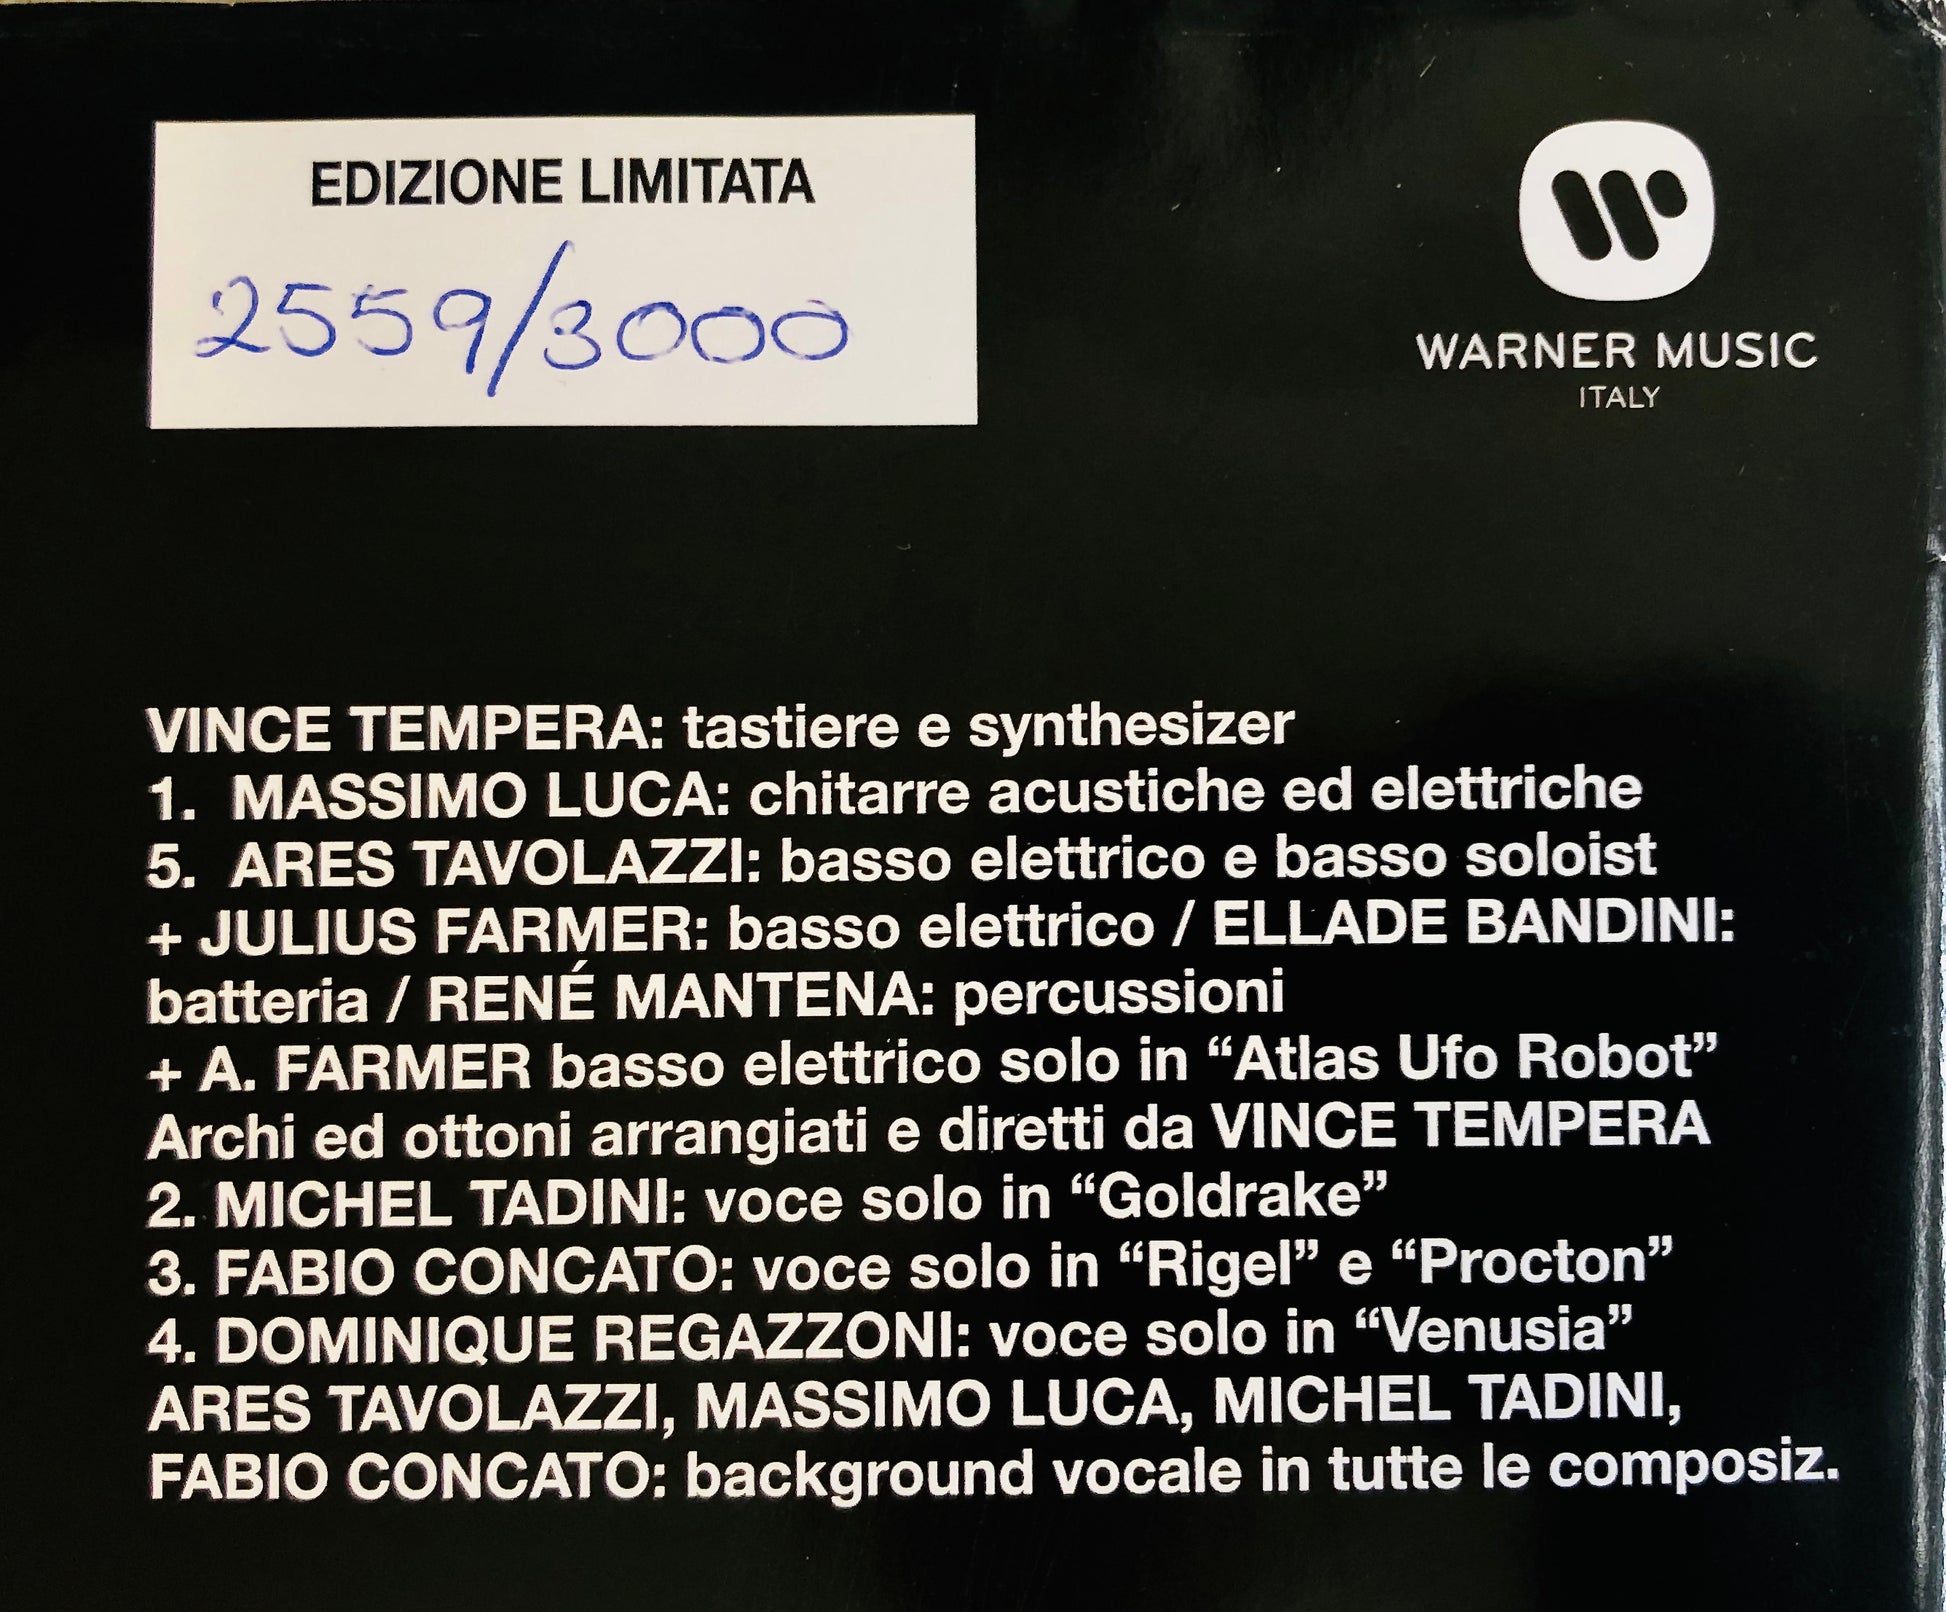 EDIZIONE LIMITATA
2559/3000
WARNER MUSIC
ITALY
VINCE TEMPERA: tastiere e synthesizer
1. MASSIMO LUCA: chitarre acustiche ed elettriche
5. ARES TAVOLAZZI: basso elettrico e basso soloist
+ JULIUS FARMER: basso elettrico / ELLADE BANDINI:
batteria / RENÉ MANTENA: percussioni
+ A. FARMER basso elettrico solo in “Atlas Ufo Robot”
Archi ed ottoni arrangiati e diretti da VINCE TEMPERA
2. MICHEL TADINI: voce solo in “Goldrake”
3. FABIO CONCATO: voce solo in “Rigel” e “Procton”
4. DOMINIQUE REGAZZONI: voce solo in “Venusia”
ARES TAVOLAZZI, MASSIMO LUCA, MICHEL TADINI,
FABIO CONCATO: background vocale in tutte le composiz.